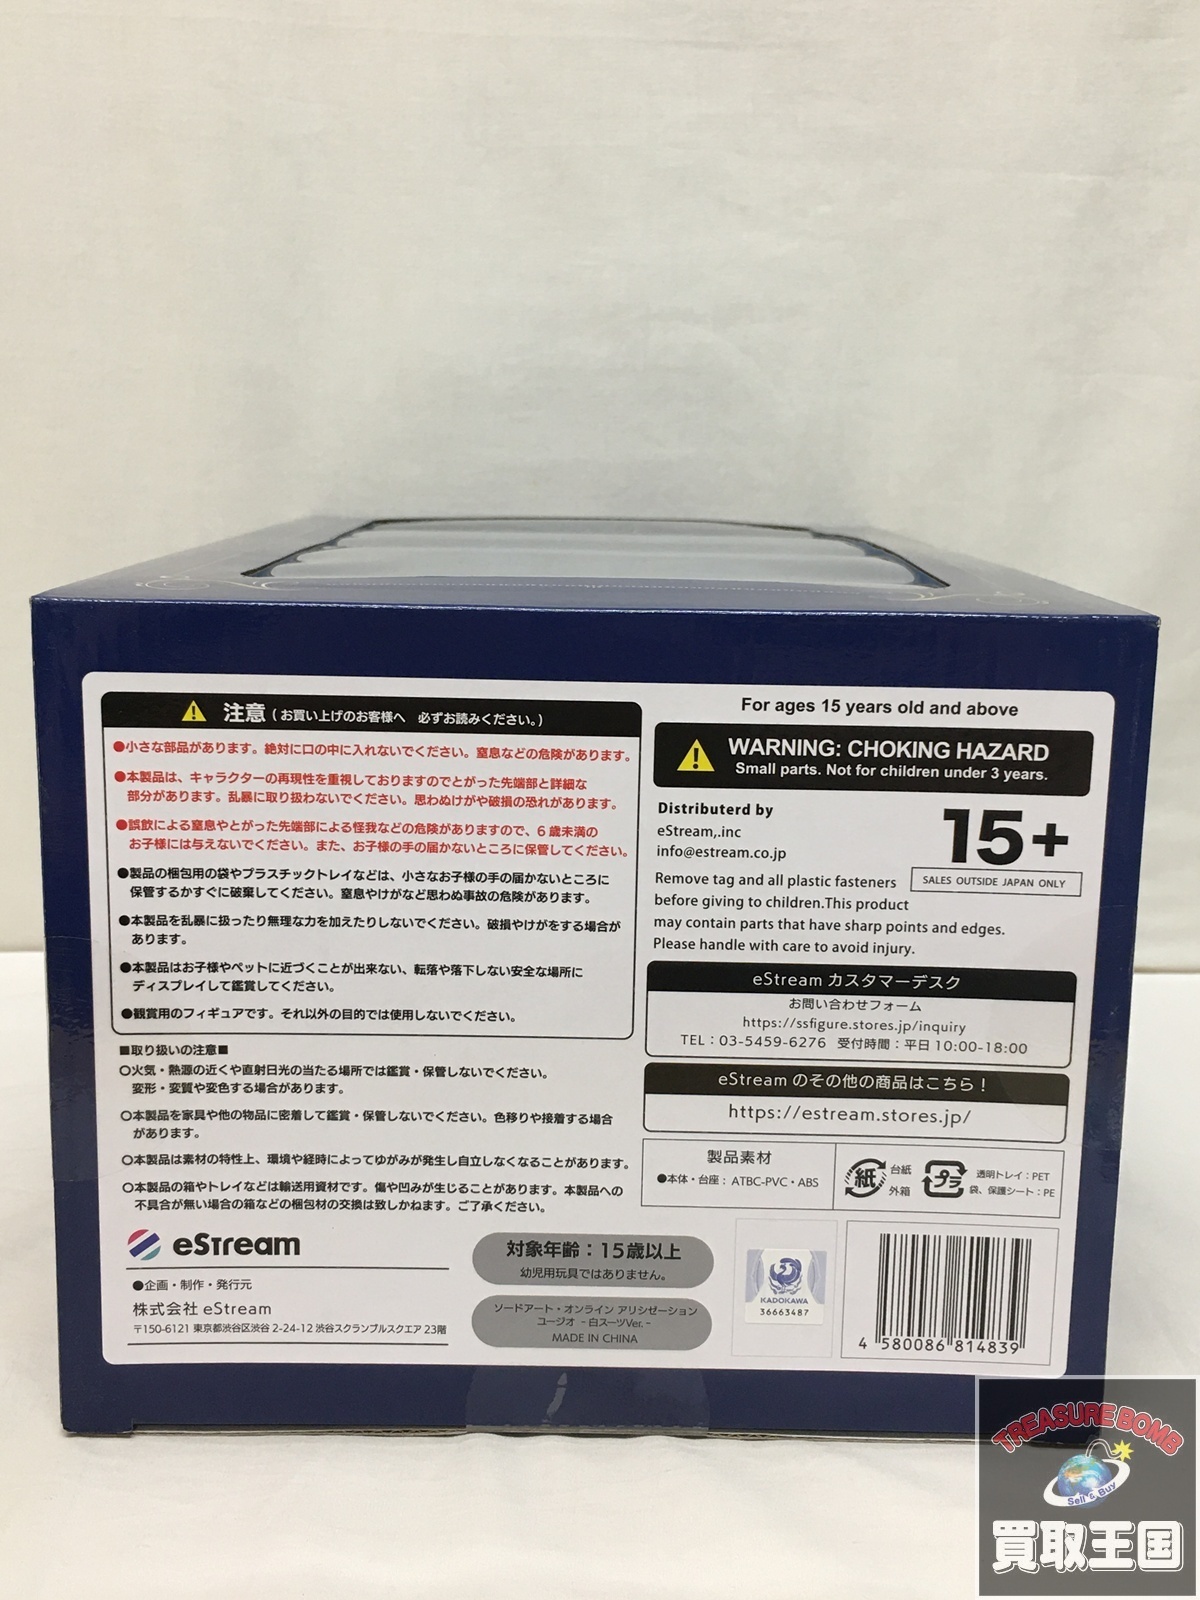 注意(お買い上げのお客様へ 必ずお読みください。)
●小さな部品があります。絶対に口の中に入れないでください。窒息などの危険があります。
●本製品は、キャラクターの再現性を重視しておりますのでとがった先端部と詳細な
部分があります。乱暴に取り扱わないでください。思わぬけがや破損の恐れがあります。
●誤飲による窒息やとがった先端部による怪我などの危険がありますので、6歳未満の
お子様には与えないでください。また、お子様の手の届かないところに保管してください。
●製品の梱包用の袋やプラスチックトレイなどは、小さなお子様の手の届かないところに
保管するかすぐに破棄してください。窒息やけがなど思わぬ事故の危険があります。
●本製品を乱暴に扱ったり無理な力を加えたりしないでください。破損やけがをする場合が
あります。
●本製品はお子様やペットに近づくことが出来ない、転落や落下しない安全な場所に
ディスプレイして鑑賞してください。
●観賞用のフィギュアです。それ以外の目的では使用しないでください。
■取り扱いの注意■
○火気・熱源の近くや直射日光の当たる場所では鑑賞・保管しないでください。
変形・変質や変色する場合があります。
○本製品を家具や他の物品に密着して鑑賞・保管しないでください。色移りや接着する場合
があります。
○本製品は素材の特性上、環境や経時によってゆがみが発生し自立しなくなることがあります。
○本製品の箱やトレイなどは輸送用資材です。傷や凹みが生じることがあります。本製品への
不具合が無い場合の箱などの梱包材の交換は致しかねます。ご了承ください。
eStream
●企画・制作・発行元
株式会社 eStream
〒150-6121 東京都渋谷区渋谷 2-24-12 渋谷スクランブルスクエア 23階
対象年齢：15歳以上
幼児用玩具ではありません。
ソードアート・オンライン アリシゼーション
ユージオ -白スーツVer.-
MADE IN CHINA
For ages 15 years old and above
WARNING: CHOKING HAZARD
Small parts. Not for children under 3 years.
Distributerd by
eStream,.inc
info@estream.co.jp
15+
SALES OUTSIDE JAPAN ONLY
Remove tag and all plastic fasteners
before giving to children.This product
may contain parts that have sharp points and edges.
Please handle with care to avoid injury.
eStream カスタマーデスク
お問い合わせフォーム
https://ssfigure.stores.jp/inquiry
TEL：03-5459-6276 受付時間：平日 10:00-18:00
eStream のその他の商品はこちら！
https://estream.stores.jp/
製品素材
●本体・台座：ATBC-PVC・ABS
紙
台紙
外箱
プラ
透明トレイ：PET
袋、保護シート：PE
KADOKAWA
36663487
4 580086 814839
TREASURE BOMB
Sell & Buy
買取王国